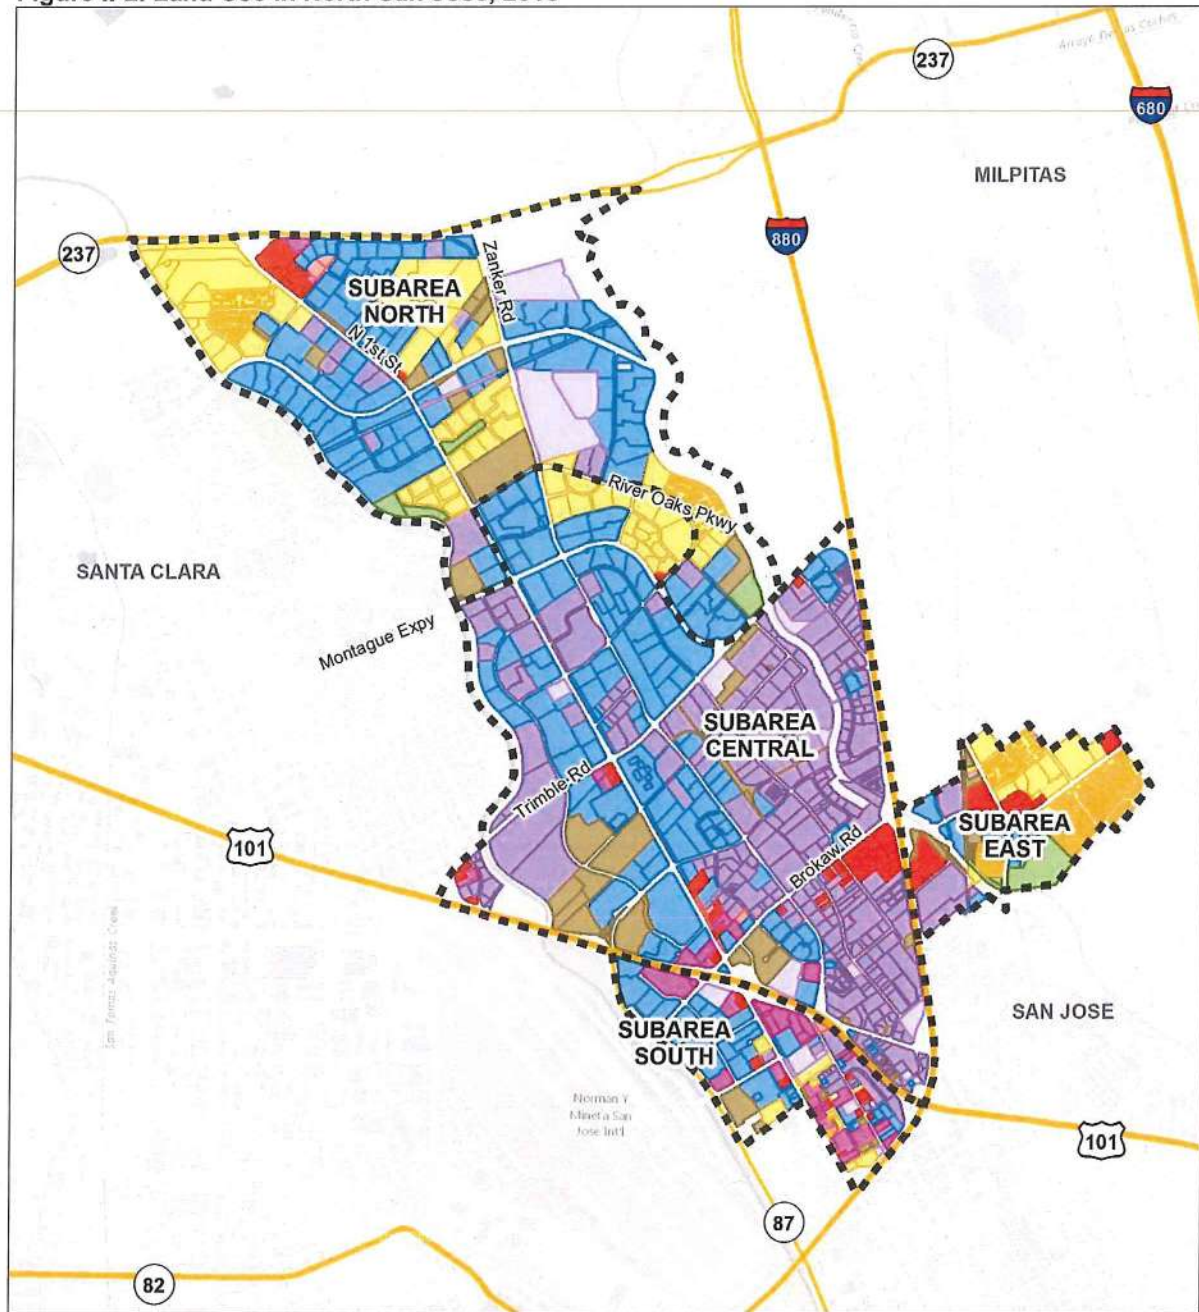 237
680
MILPITAS
880
237
Zanker Rd
SUBAREA
NORTH
N 1st St
River Oaks Pkwy
SANTA CLARA
Montague Expy
SUBAREA
CENTRAL
Trimble Rd
SUBAREA
EAST
101
Brokaw Rd
SAN JOSE
SUBAREA
SOUTH
Norman Y
Mineta San
Jose Int'l
101
87
82